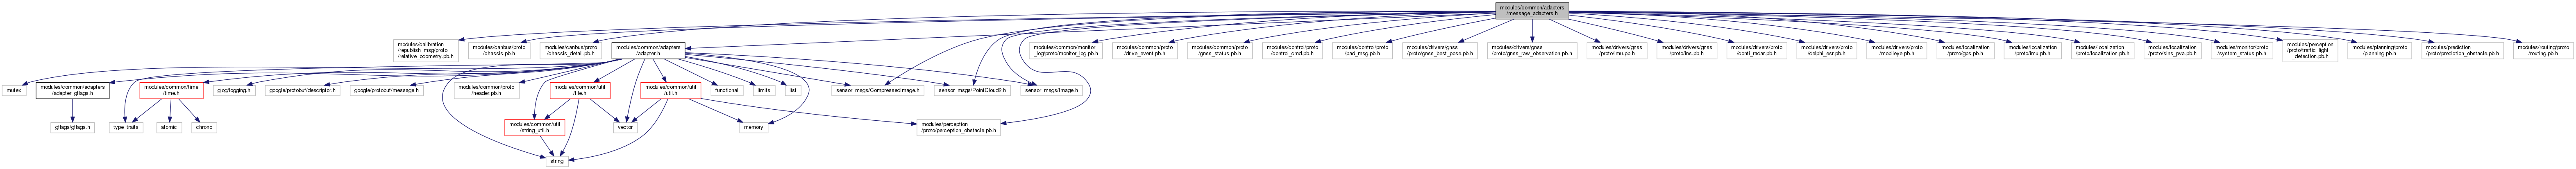 modules/common/adapters
/message_adapters.h
modules/calibration
/republish_msg/proto
/relative_odometry.pb.h
modules/canbus/proto
/chassis.pb.h
modules/canbus/proto
/chassis_detail.pb.h
modules/common/adapters
/adapter.h
modules/common/monitor
_log/proto/monitor_log.pb.h
modules/common/proto
/drive_event.pb.h
modules/common/proto
/gnss_status.pb.h
modules/control/proto
/control_cmd.pb.h
modules/control/proto
/pad_msg.pb.h
modules/drivers/gnss
/proto/gnss_best_pose.pb.h
modules/drivers/gnss
/proto/gnss_raw_observation.pb.h
modules/drivers/gnss
/proto/imu.pb.h
modules/drivers/gnss
/proto/ins.pb.h
modules/drivers/proto
/conti_radar.pb.h
modules/drivers/proto
/delphi_esr.pb.h
modules/drivers/proto
/mobileye.pb.h
modules/localization
/proto/gps.pb.h
modules/localization
/proto/imu.pb.h
modules/localization
/proto/localization.pb.h
modules/localization
/proto/sins_pva.pb.h
modules/monitor/proto
/system_status.pb.h
modules/perception
/proto/traffic_light
_detection.pb.h
modules/planning/proto
/planning.pb.h
modules/prediction
/proto/prediction_obstacle.pb.h
modules/routing/proto
/routing.pb.h
mutex
modules/common/adapters
/adapter_gflags.h
modules/common/time
/time.h
glog/logging.h
google/protobuf/descriptor.h
google/protobuf/message.h
modules/common/proto
/header.pb.h
modules/common/util
/file.h
modules/common/util
/util.h
functional
limits
list
sensor_msgs/CompressedImage.h
sensor_msgs/PointCloud2.h
sensor_msgs/Image.h
gflags/gflags.h
type_traits
atomic
chrono
modules/common/util
/string_util.h
vector
memory
modules/perception
/proto/perception_obstacle.pb.h
string